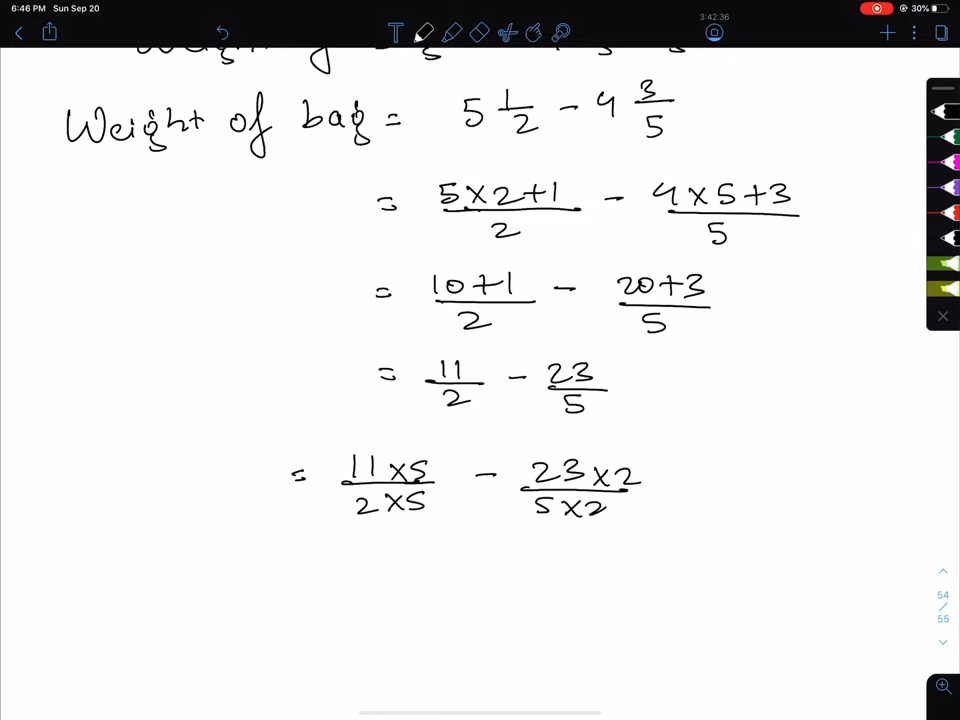 6:46 PM Sun Sep 20 30%
3:42:36
Weight of bag = 5 1/2 - 4 3/5
= 5×2+1/2 - 4×5+3/5
= 10+1/2 - 20+3/5
= 11/2 - 23/5
= 11×5/2×5 - 23×2/5×2
54
/
55